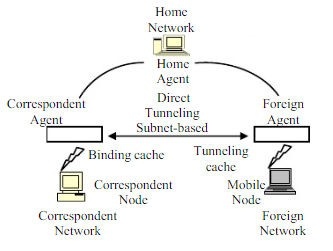 Home
Network
Home
Agent
Correspondent
Agent
Direct
Tunneling
Subnet-based
Foreign
Agent
Binding cache
Tunneling
cache
Correspondent
Node
Mobile
Node
Correspondent
Network
Foreign
Network